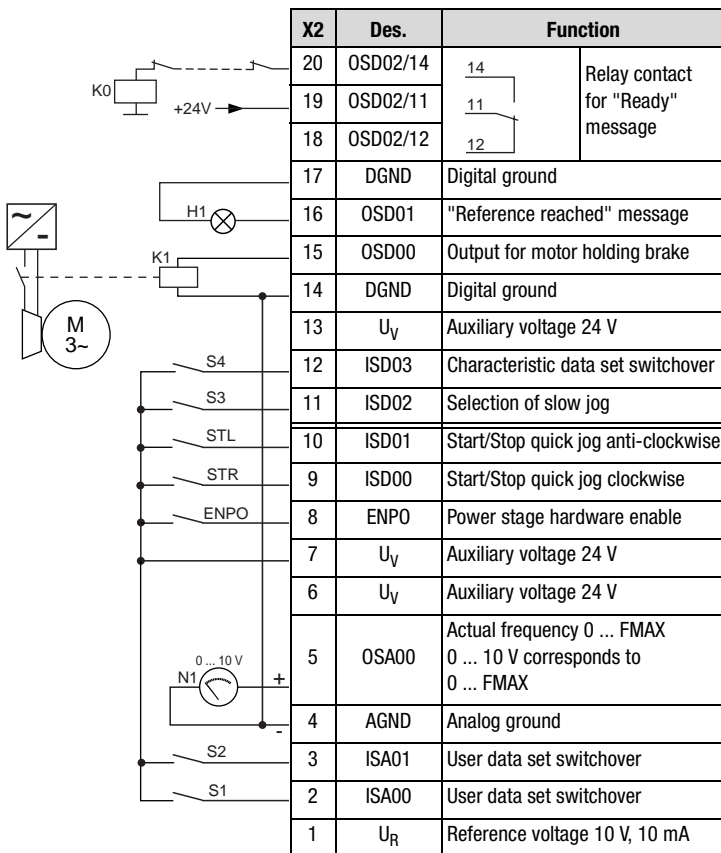 X2 Des. Function
20 OSD02/14 14 Relay contact
K0 +24V 19 OSD02/11 11 for "Ready"
18 OSD02/12 12 message
17 DGND Digital ground
H1 16 OSD01 "Reference reached" message
~ -
K1 15 OSD00 Output for motor holding brake
14 DGND Digital ground
M
3~
13 UV Auxiliary voltage 24 V
S4 12 ISD03 Characteristic data set switchover
S3 11 ISD02 Selection of slow jog
STL 10 ISD01 Start/Stop quick jog anti-clockwise
STR 9 ISD00 Start/Stop quick jog clockwise
ENPO 8 ENPO Power stage hardware enable
7 UV Auxiliary voltage 24 V
6 UV Auxiliary voltage 24 V
Actual frequency 0 ... FMAX
0 ... 10 V N1 + 5 OSA00 0 ... 10 V corresponds to
0 ... FMAX
- 4 AGND Analog ground
S2 3 ISA01 User data set switchover
S1 2 ISA00 User data set switchover
1 UR Reference voltage 10 V, 10 mA